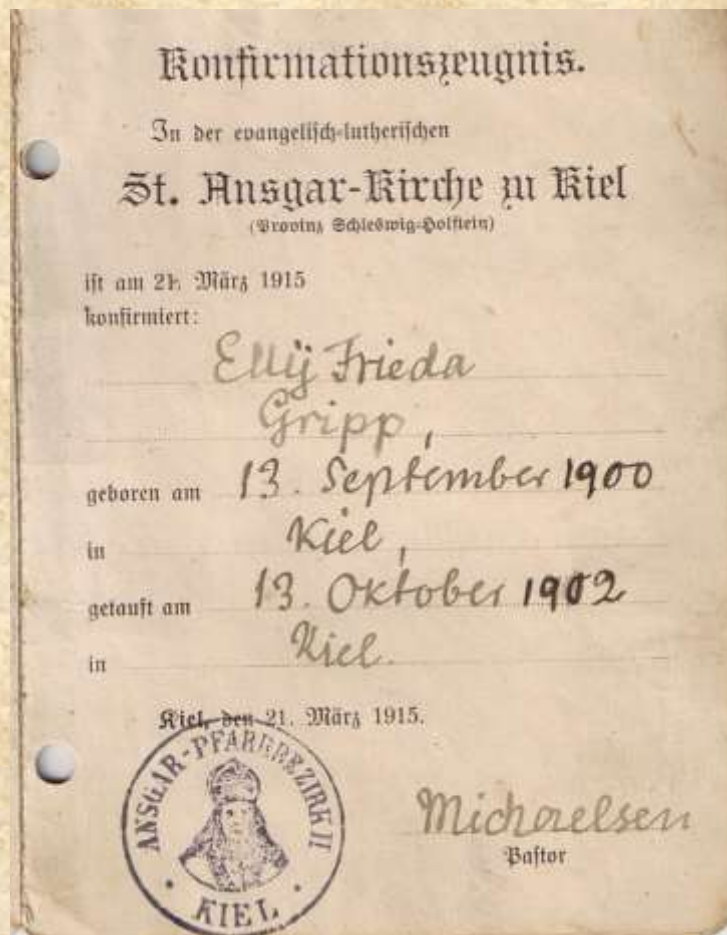 Konfirmationszeugnis.
In der evangelisch-lutherischen
St. Ansgar-Kirche zu Kiel
(Provinz Schleswig-Holstein)
ist am 21. März 1915
konfirmiert:
Elly Frieda
Gripp,
geboren am 13. September 1900
in Kiel,
getauft am 13. Oktober 1902
in Kiel.
Kiel, den 21. März 1915.
ANSGAR-PFARRBEZIRK II
KIEL
Michaelsen
Pastor